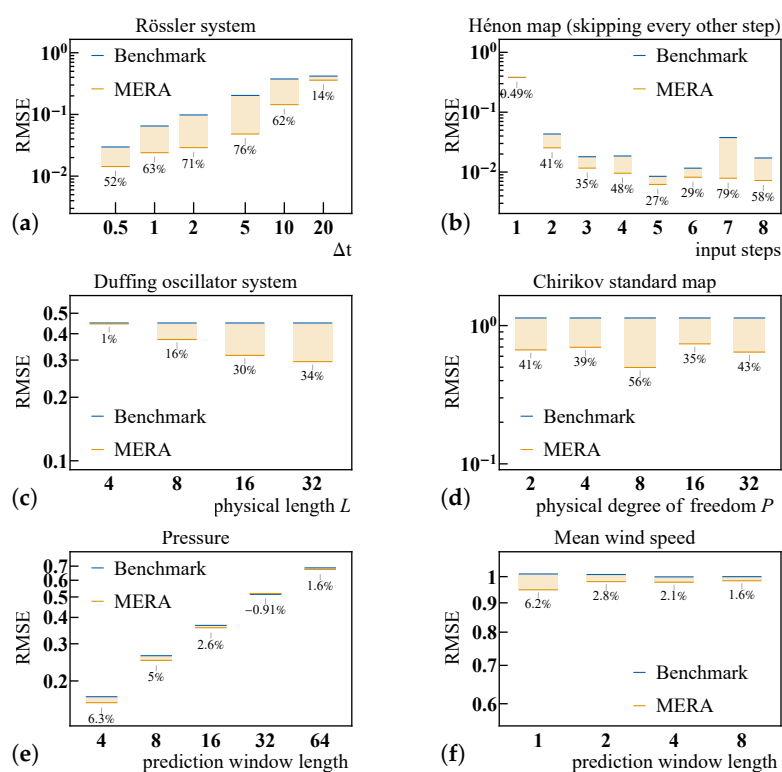 Rössler system
10⁰
10⁻¹
10⁻²
RMSE
Benchmark
MERA
52%
63%
71%
76%
62%
14%
0.5 1 2 5 10 20
Δt
(a)
Hénon map (skipping every other step)
10⁰
10⁻¹
10⁻²
RMSE
Benchmark
MERA
0.49%
41%
35%
48%
27%
29%
79%
58%
1 2 3 4 5 6 7 8
input steps
(b)
Duffing oscillator system
0.5
0.4
0.3
0.2
0.1
RMSE
1%
16%
30%
34%
Benchmark
MERA
4 8 16 32
physical length L
(c)
Chirikov standard map
10⁰
10⁻¹
RMSE
41%
39%
56%
35%
43%
Benchmark
MERA
2 4 8 16 32
physical degree of freedom P
(d)
Pressure
0.7
0.6
0.5
0.4
0.3
0.2
RMSE
Benchmark
MERA
6.3%
5%
2.6%
−0.91%
1.6%
4 8 16 32 64
prediction window length
(e)
Mean wind speed
1
0.9
0.8
0.7
0.6
RMSE
6.2%
2.8%
2.1%
1.6%
Benchmark
MERA
1 2 4 8
prediction window length
(f)